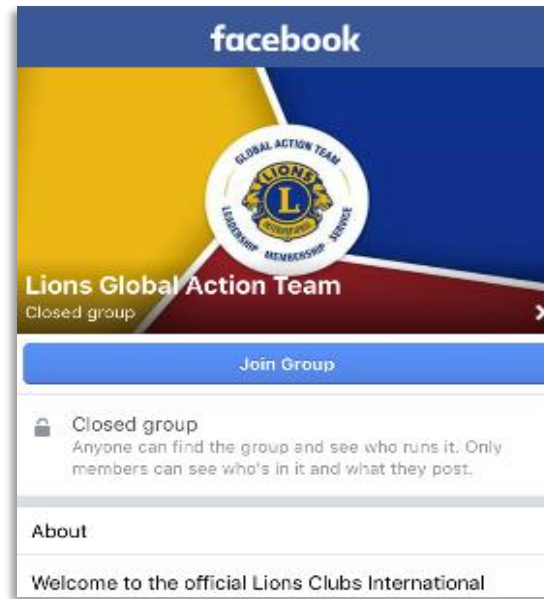 facebook
GLOBAL ACTION TEAM
LIONS
L
INTERNATIONAL
LEADERSHIP · MEMBERSHIP · SERVICE
Lions Global Action Team
Closed group
Join Group
Closed group
Anyone can find the group and see who runs it. Only
members can see who's in it and what they post.
About
Welcome to the official Lions Clubs International